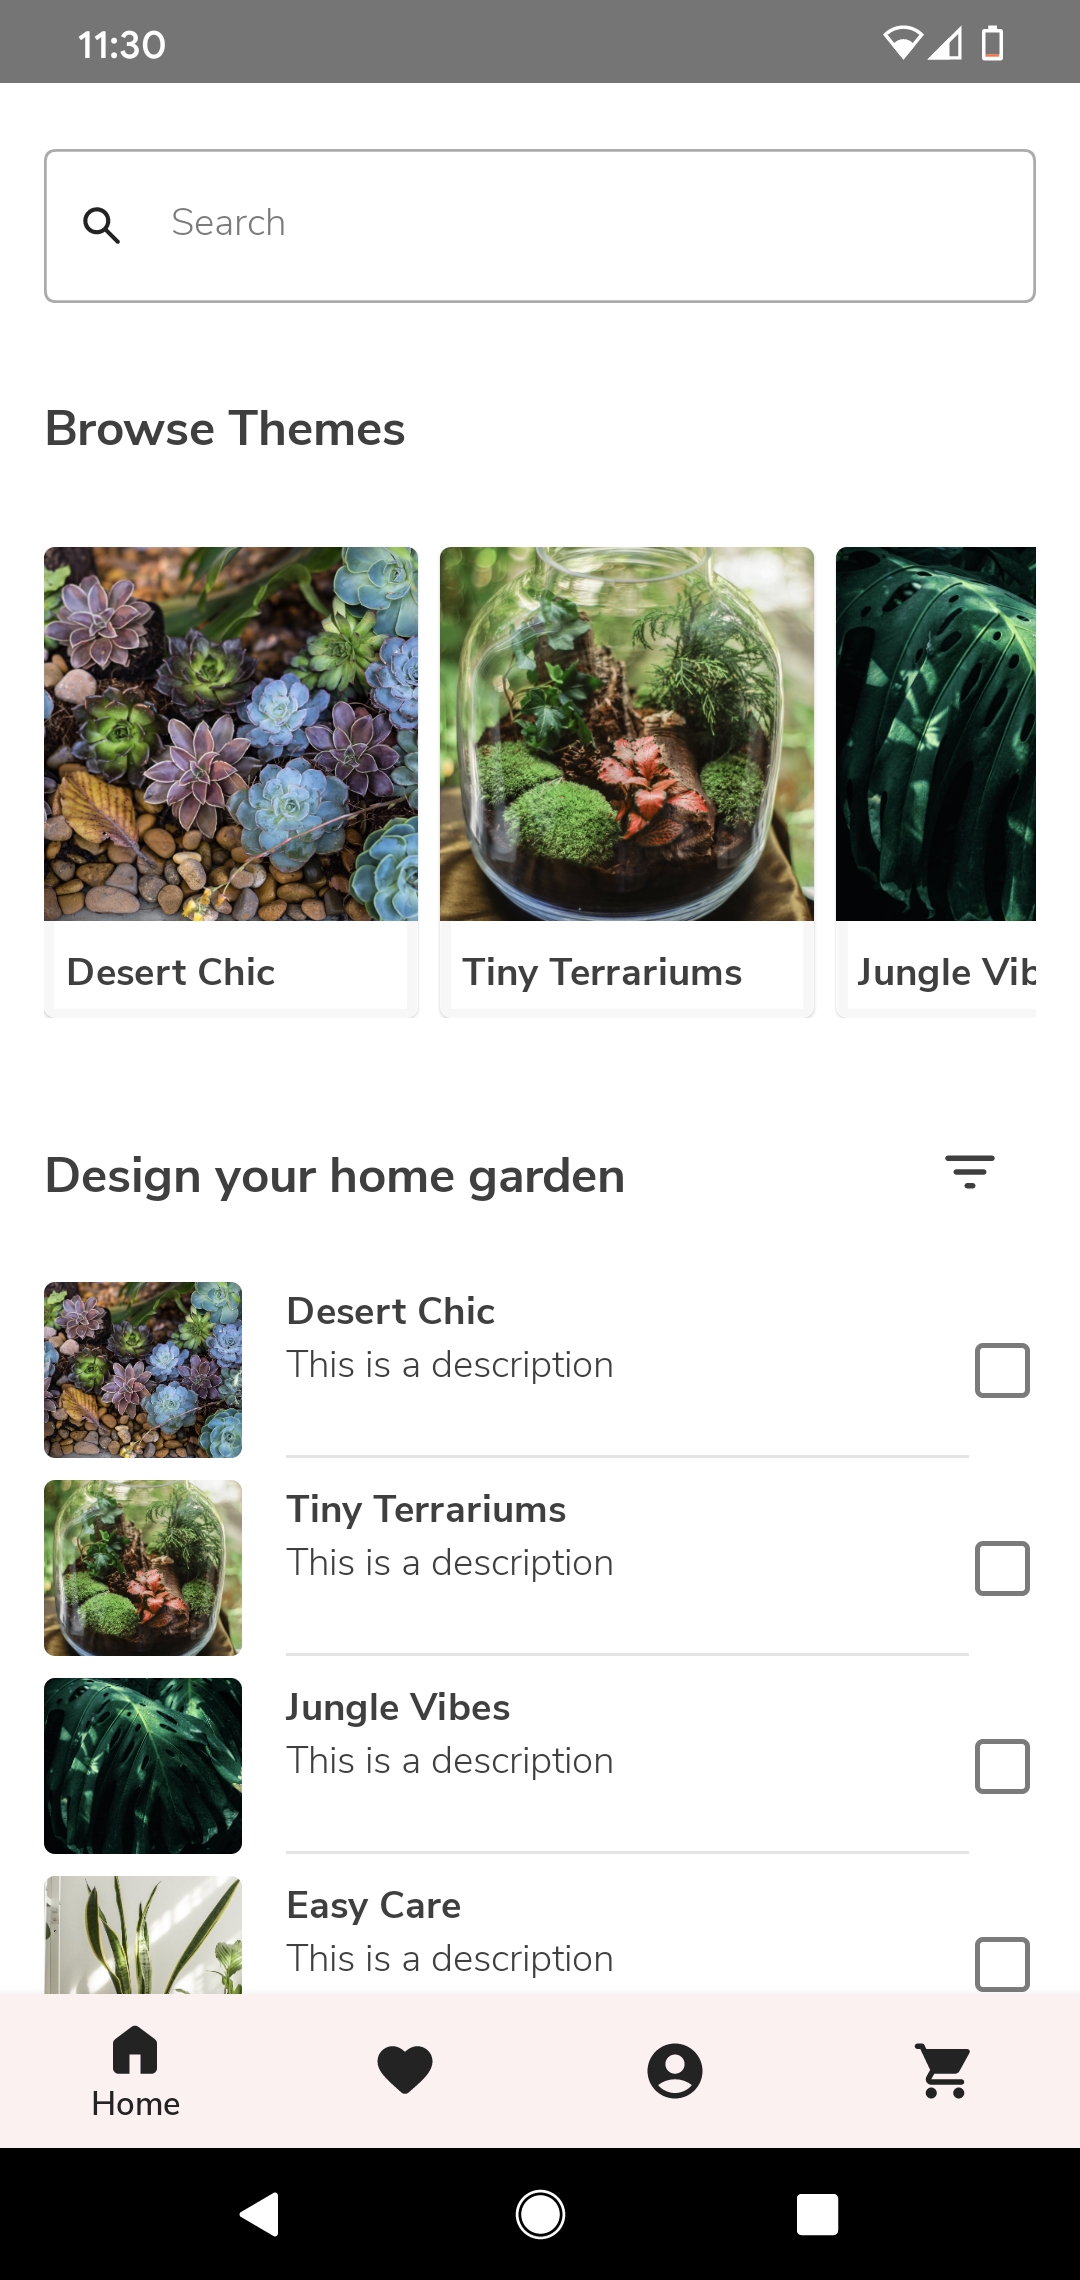 11:30
Search
Browse Themes
Desert Chic
Tiny Terrariums
Jungle Vib
Design your home garden
Desert Chic
This is a description
Tiny Terrariums
This is a description
Jungle Vibes
This is a description
Easy Care
This is a description
Home